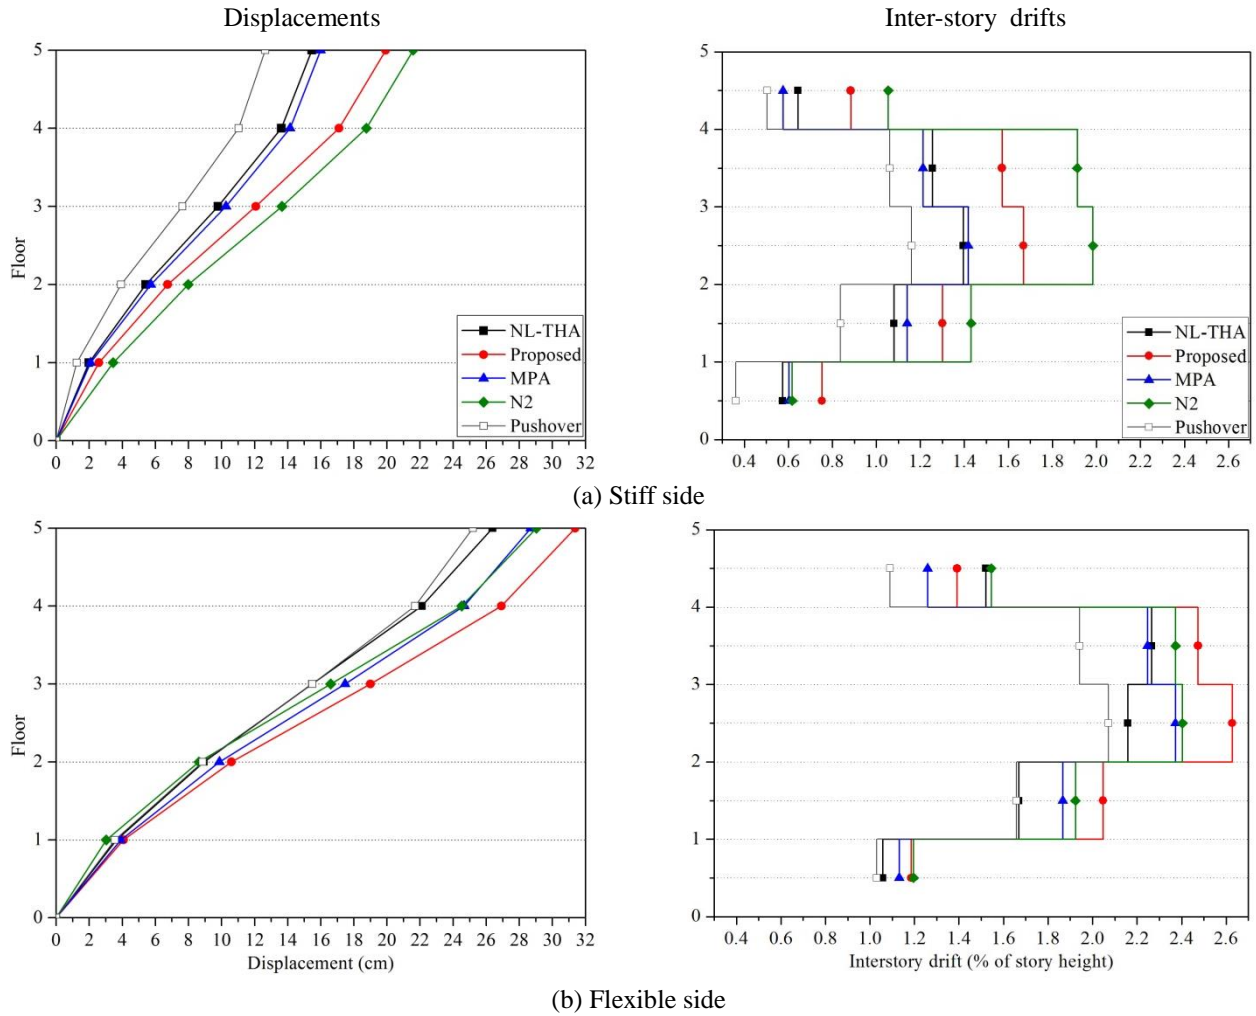 Displacements
Inter-story drifts
5
4
3
2
1
0
Floor
NL-THA
Proposed
MPA
N2
Pushover
0 2 4 6 8 10 12 14 16 18 20 22 24 26 28 30 32
5
4
3
2
1
0
NL-THA
Proposed
MPA
N2
Pushover
0.4 0.6 0.8 1.0 1.2 1.4 1.6 1.8 2.0 2.2 2.4 2.6
(a) Stiff side
5
4
3
2
1
0
Floor
0 2 4 6 8 10 12 14 16 18 20 22 24 26 28 30 32
Displacement (cm)
5
4
3
2
1
0
0.4 0.6 0.8 1.0 1.2 1.4 1.6 1.8 2.0 2.2 2.4 2.6
Interstory drift (% of story height)
(b) Flexible side